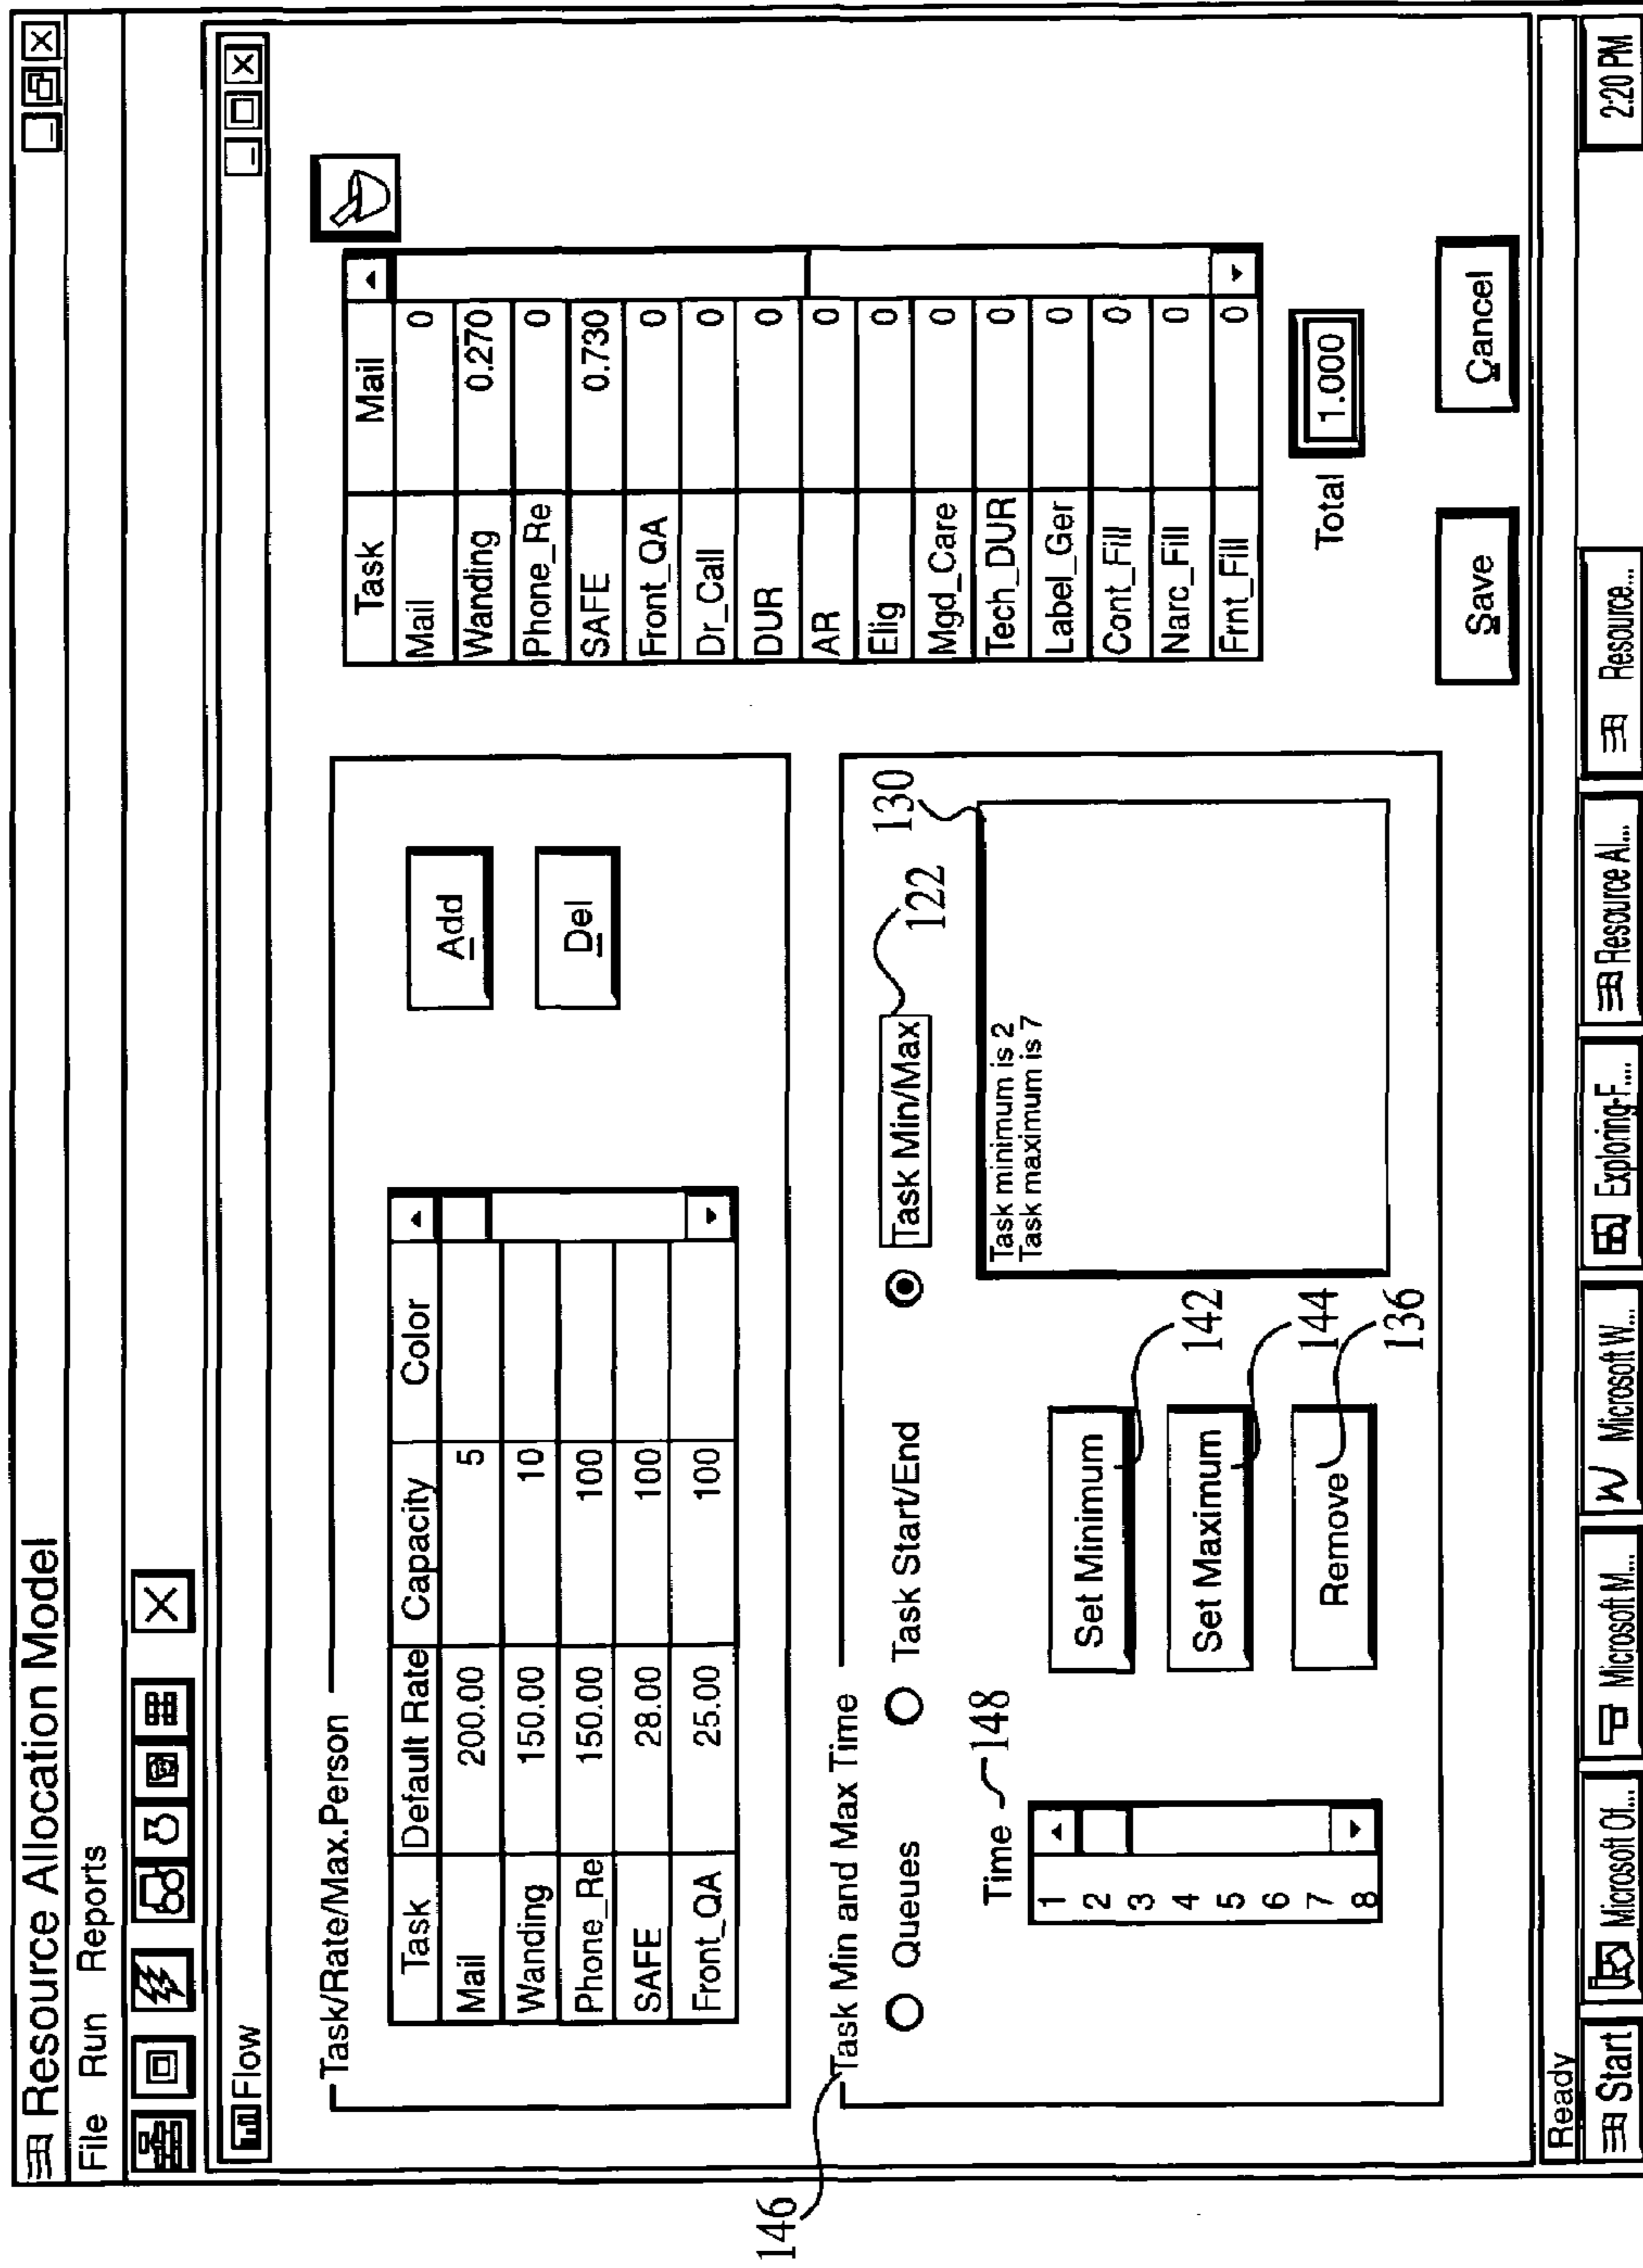 Resource Allocation Model
File Run Reports
Flow
Task/Rate/Max.Person
Task Default Rate Capacity Color
Mail 200.00 5
Wanding 150.00 10
Phone_Re 150.00 100
SAFE 28.00 100
Front_QA 25.00 100
Add
Del
Task Mail
Mail 0
Wanding 0.270
Phone_Re 0
SAFE 0.730
Front_QA 0
Dr_Call 0
DUR 0
AR 0
Elig 0
Mgd_Care 0
Tech_DUR 0
Label_Ger 0
Cont_Fill 0
Narc_Fill 0
Frnt_Fill 0
Total 1.000
146
Task Min and Max Time
Queues Task Start/End Task Min/Max
122
130
Time 148
1
2
3
4
5
6
7
8
Set Minimum
142
Set Maximum
144
Remove
136
Task minimum is 2
Task maximum is 7
Save Cancel
Ready
Start Microsoft Of... Microsoft M... W Microsoft W... Exploring-F.... Resource Al... Resource... 2:20 PM